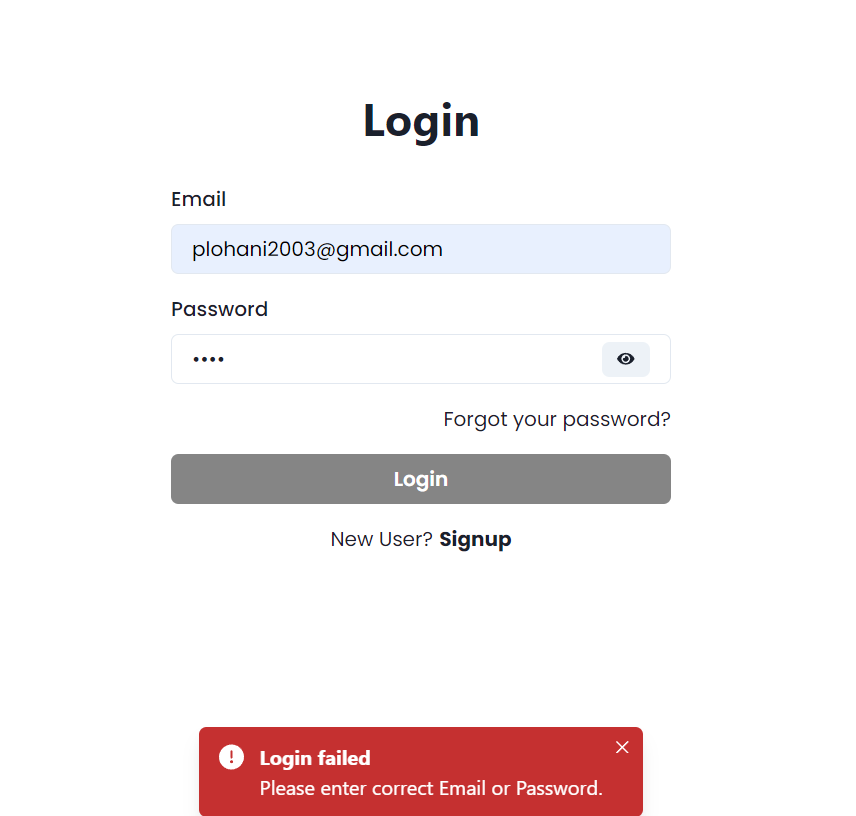 Login
Email
plohani2003@gmail.com
Password
••••
Forgot your password?
Login
New User? Signup
Login failed
Please enter correct Email or Password.